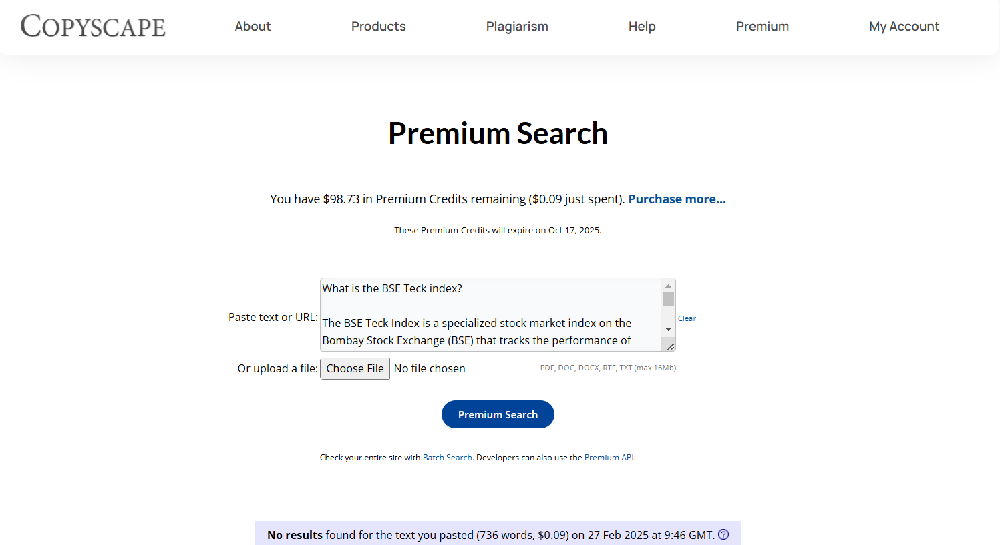 COPYSCAPE
About Products Plagiarism Help Premium My Account
Premium Search
You have $98.73 in Premium Credits remaining ($0.09 just spent). Purchase more...
These Premium Credits will expire on Oct 17, 2025.
What is the BSE Teck index?
Paste text or URL:
Clear
The BSE Teck Index is a specialized stock market index on the
Bombay Stock Exchange (BSE) that tracks the performance of
Or upload a file: Choose File No file chosen PDF, DOC, DOCX, RTF, TXT (max 16Mb)
Premium Search
Check your entire site with Batch Search. Developers can also use the Premium API.
No results found for the text you pasted (736 words, $0.09) on 27 Feb 2025 at 9:46 GMT. ?